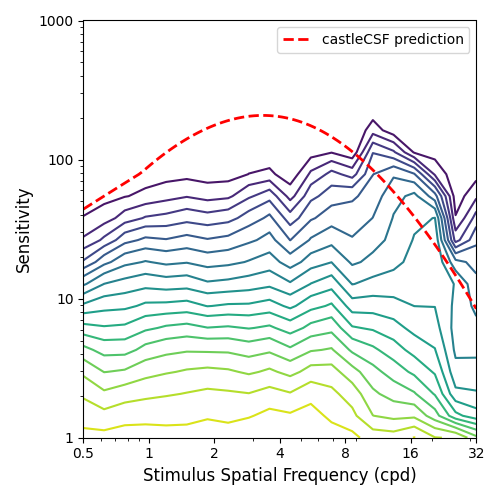 1000
castleCSF prediction
100
Sensitivity
10
1
0.5 1 2 4 8 16 32
Stimulus Spatial Frequency (cpd)